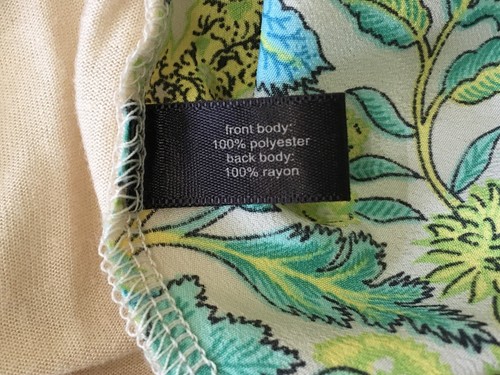 front body:
100% polyester
back body:
100% rayon